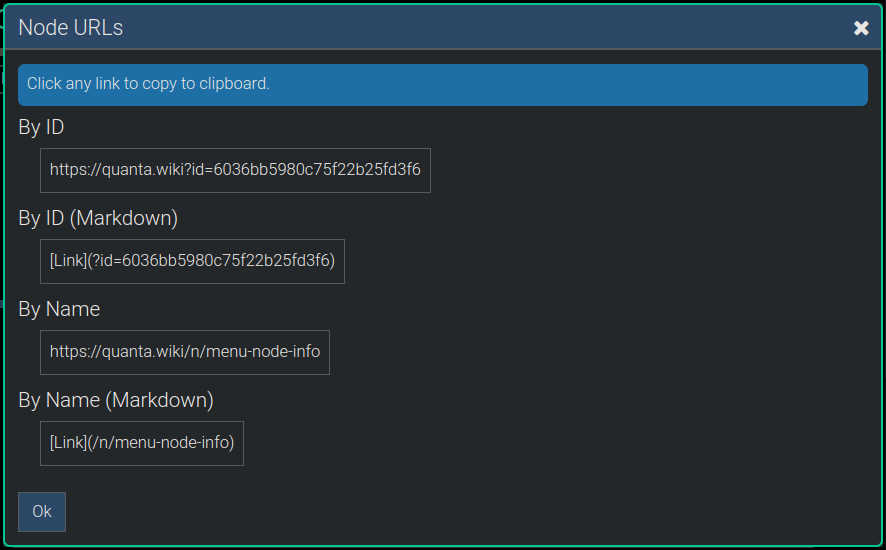 Node URLs
Click any link to copy to clipboard.
By ID
https://quanta.wiki?id=6036bb5980c75f22b25fd3f6
By ID (Markdown)
[Link](?id=6036bb5980c75f22b25fd3f6)
By Name
https://quanta.wiki/n/menu-node-info
By Name (Markdown)
[Link](/n/menu-node-info)
Ok